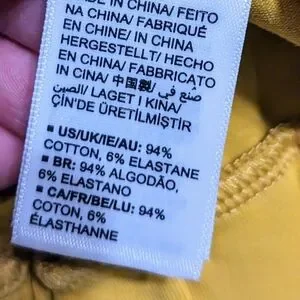 MADE IN CHINA/ FEITO
NA CHINA/ FABRIQUÉ
EN CHINE/ IN CHINA
HERGESTELLT/ HECHO
EN CHINA/ FABBRICATO
IN CINA/ 中国製/ صنع في
الصين/ LAGET I KINA/
ÇİN'DE ÜRETİLMİŞTİR
▪ US/UK/IE/AU: 94%
COTTON, 6% ELASTANE
▪ BR: 94% ALGODÃO,
6% ELASTANO
▪ CA/FR/BE/LU: 94%
COTON, 6%
ÉLASTHANNE